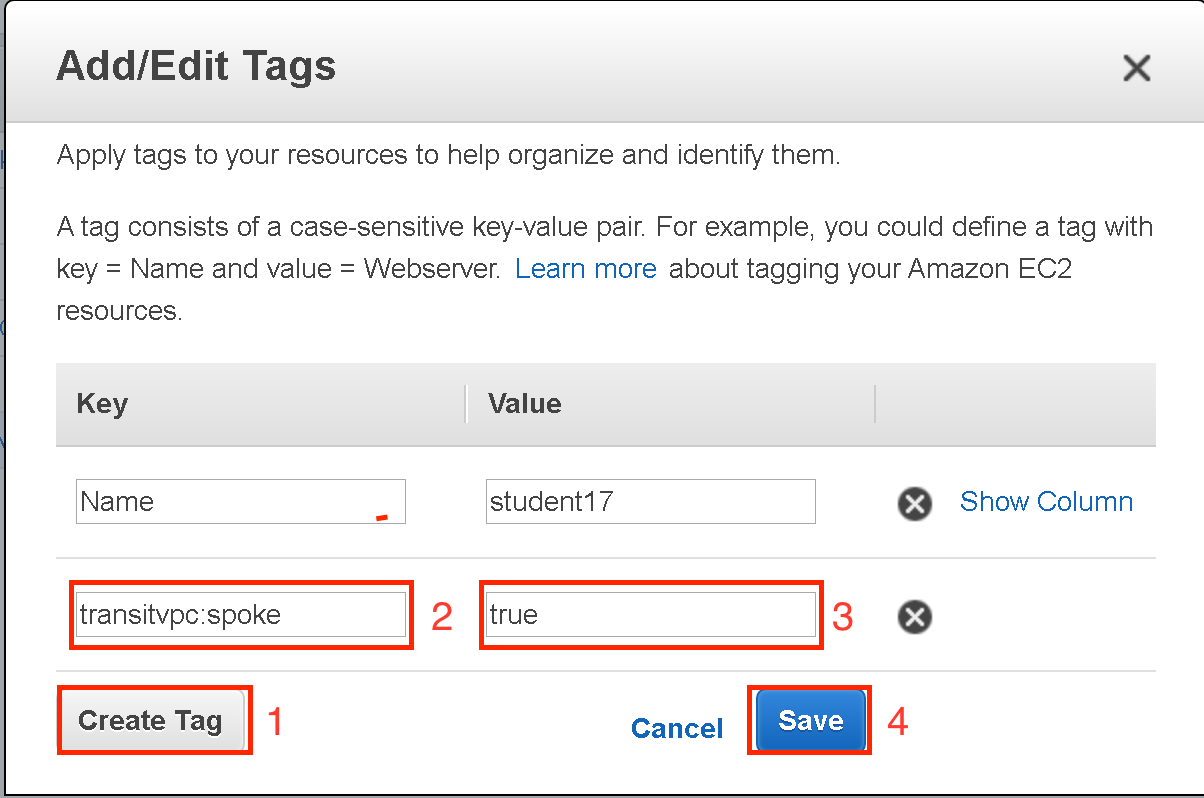 Add/Edit Tags
Apply tags to your resources to help organize and identify them.
A tag consists of a case-sensitive key-value pair. For example, you could define a tag with
key = Name and value = Webserver. Learn more about tagging your Amazon EC2
resources.
Key Value
Name student17 Show Column
transitvpc:spoke 2 true 3
Create Tag 1 Cancel Save 4